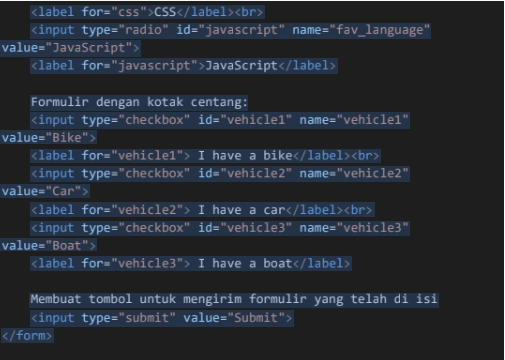 <label for="css">CSS</label><br>
<input type="radio" id="javascript" name="fav_language"
value="JavaScript">
<label for="javascript">JavaScript</label>
Formulir dengan kotak centang:
<input type="checkbox" id="vehicle1" name="vehicle1"
value="Bike">
<label for="vehicle1"> I have a bike</label><br>
<input type="checkbox" id="vehicle2" name="vehicle2"
value="Car">
<label for="vehicle2"> I have a car</label><br>
<input type="checkbox" id="vehicle3" name="vehicle3"
value="Boat">
<label for="vehicle3"> I have a boat</label>
Membuat tombol untuk mengirim formulir yang telah di isi
<input type="submit" value="Submit">
</form>